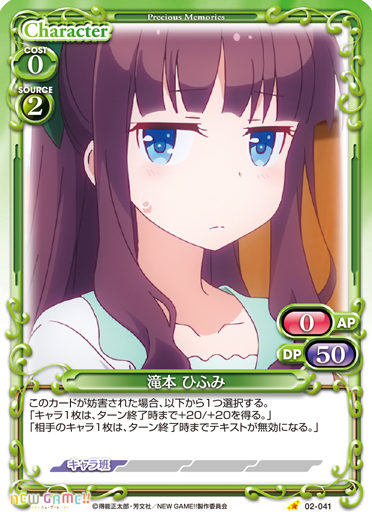 Precious Memories
Character
COST
0
SOURCE
2
0 AP
DP 50
滝本 ひふみ
このカードが妨害された場合、以下から1つ選択する。
「キャラ1枚は、ターン終了時まで+20/+20を得る。」
「相手のキャラ1枚は、ターン終了時までテキストが無効になる。」
キャラ班
NEW GAME!!
©得能正太郎・芳文社/NEW GAME!!製作委員会
02-041